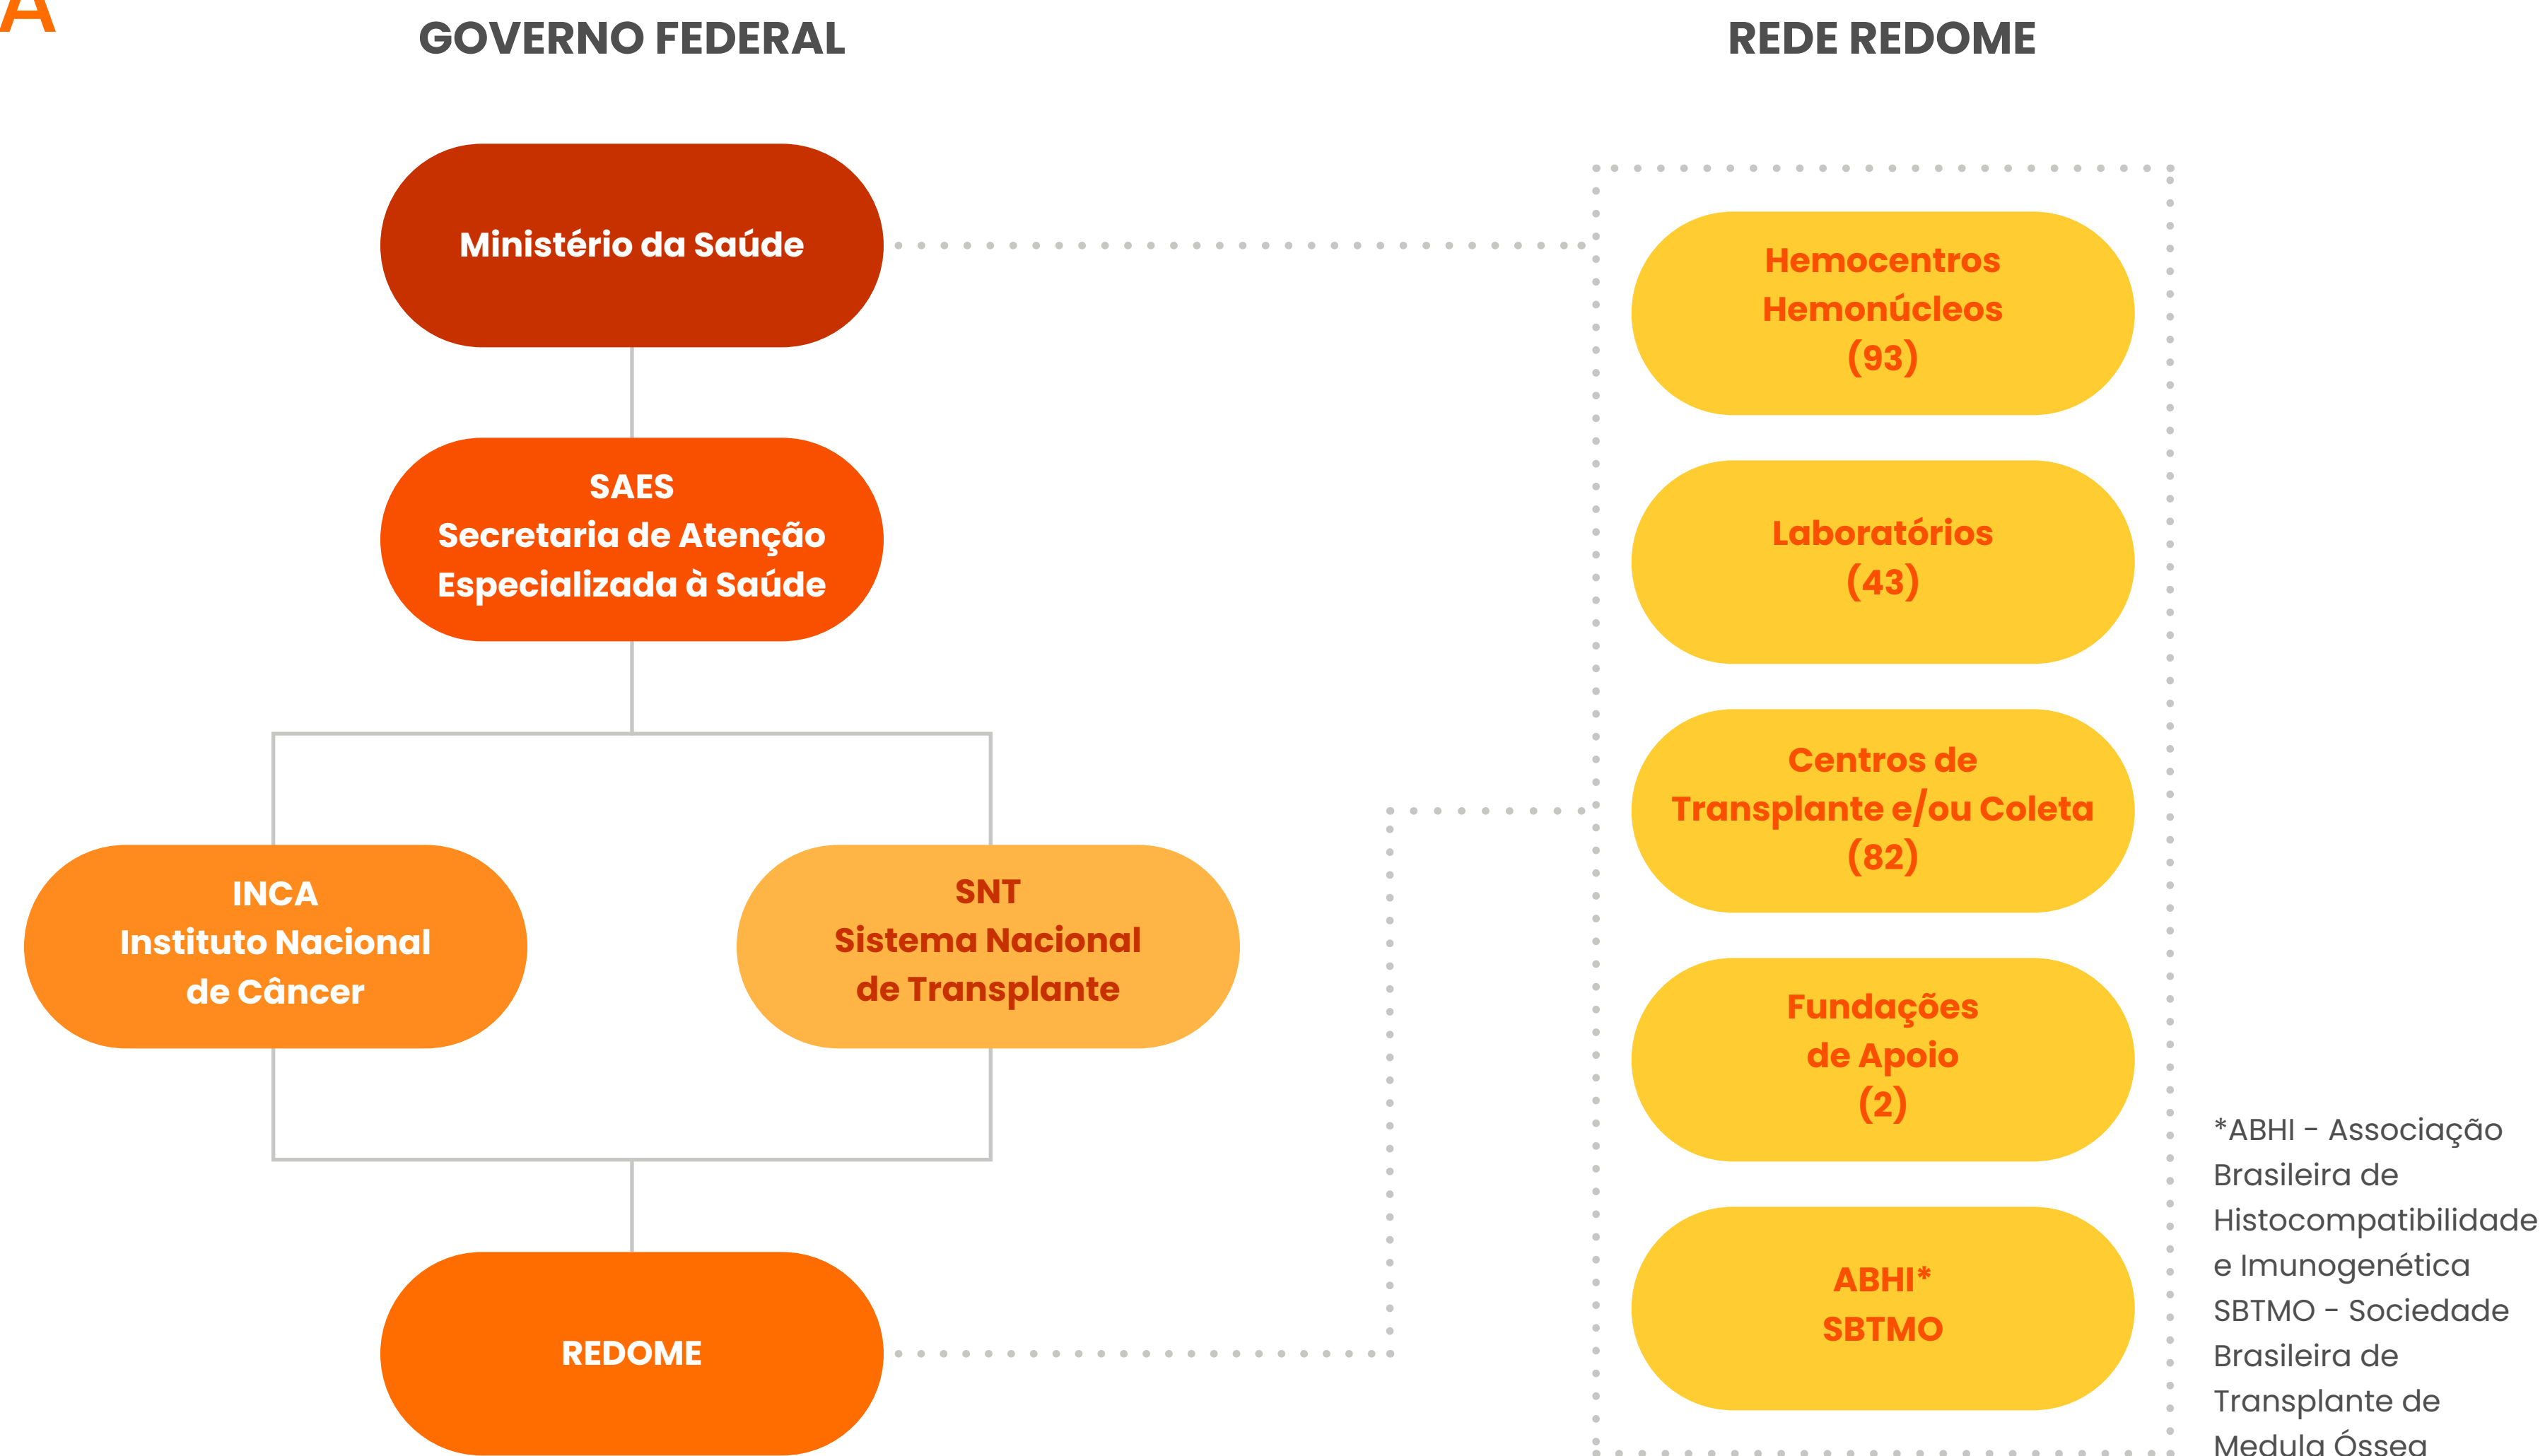 A
GOVERNO FEDERAL
REDE REDOME
Ministério da Saúde
SAES
Secretaria de Atenção
Especializada à Saúde
INCA
Instituto Nacional
de Câncer
SNT
Sistema Nacional
de Transplante
REDOME
Hemocentros
Hemonúcleos
(93)
Laboratórios
(43)
Centros de
Transplante e/ou Coleta
(82)
Fundações
de Apoio
(2)
ABHI*
SBTMO
*ABHI - Associação
Brasileira de
Histocompatibilidade
e Imunogenética
SBTMO - Sociedade
Brasileira de
Transplante de
Medula Óssea